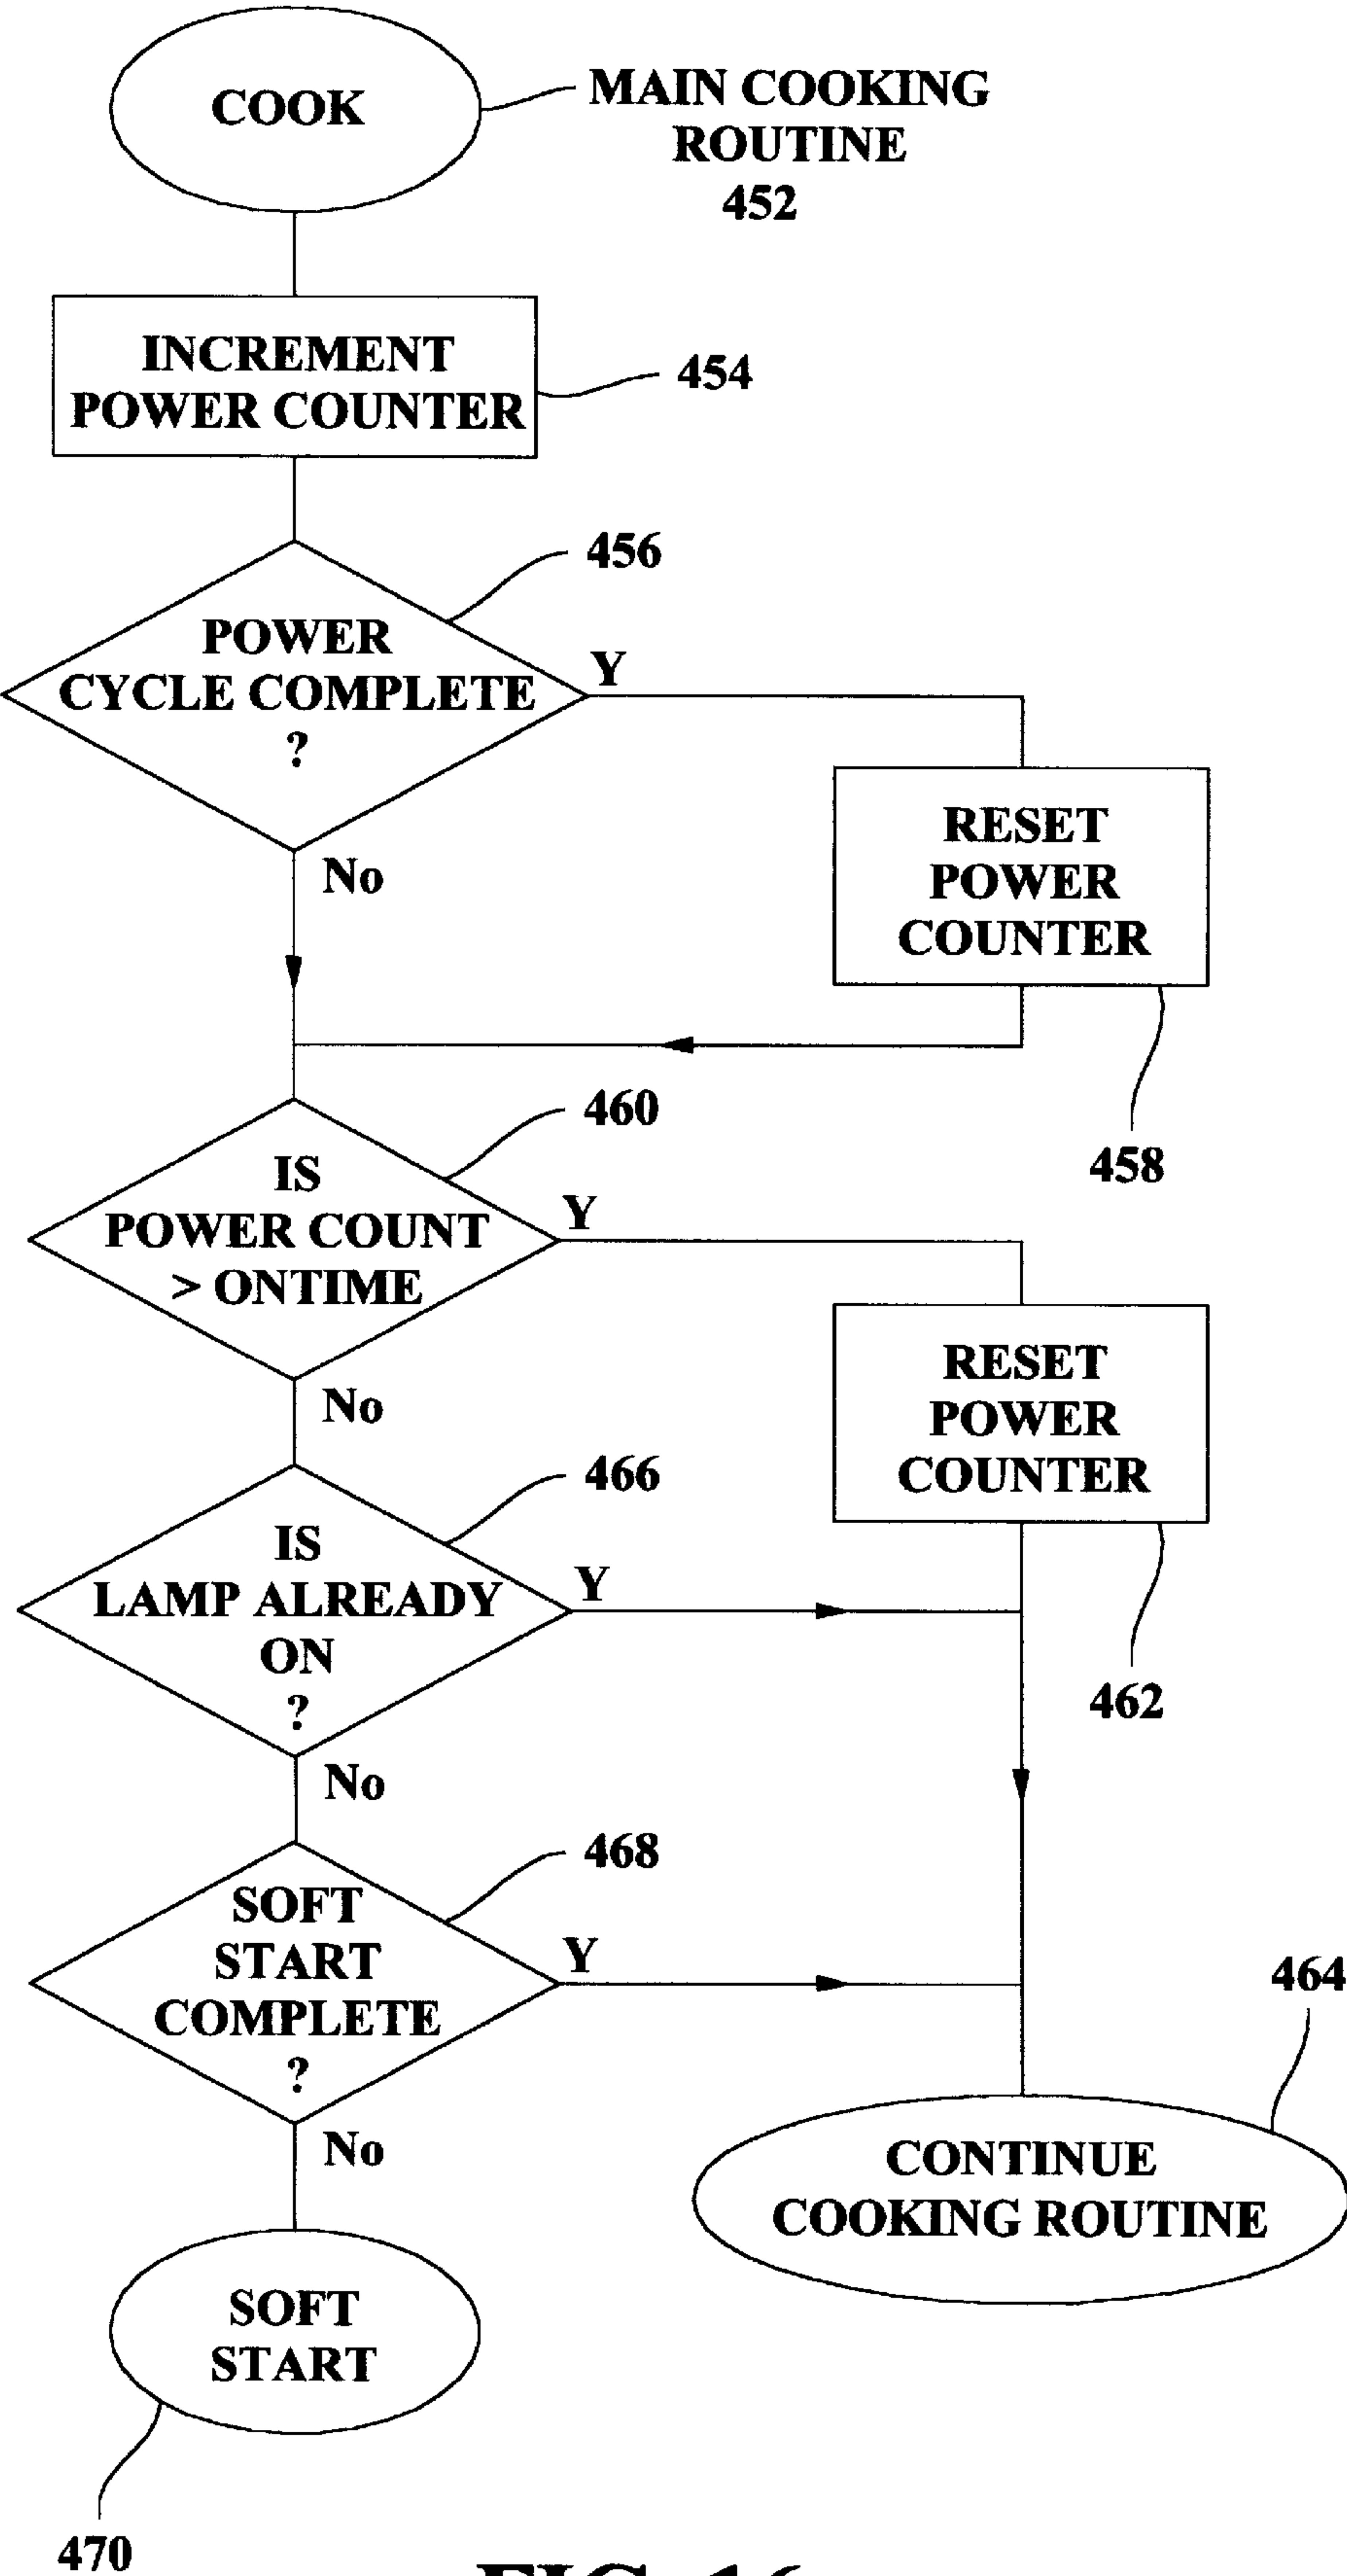 COOK
MAIN COOKING
ROUTINE
452
INCREMENT
POWER COUNTER
454
456
POWER
CYCLE COMPLETE
?
Y
No
RESET
POWER
COUNTER
458
460
IS
POWER COUNT
> ONTIME
Y
No
RESET
POWER
COUNTER
462
466
IS
LAMP ALREADY
ON
?
Y
No
468
SOFT
START
COMPLETE
?
Y
No
464
CONTINUE
COOKING ROUTINE
SOFT
START
470